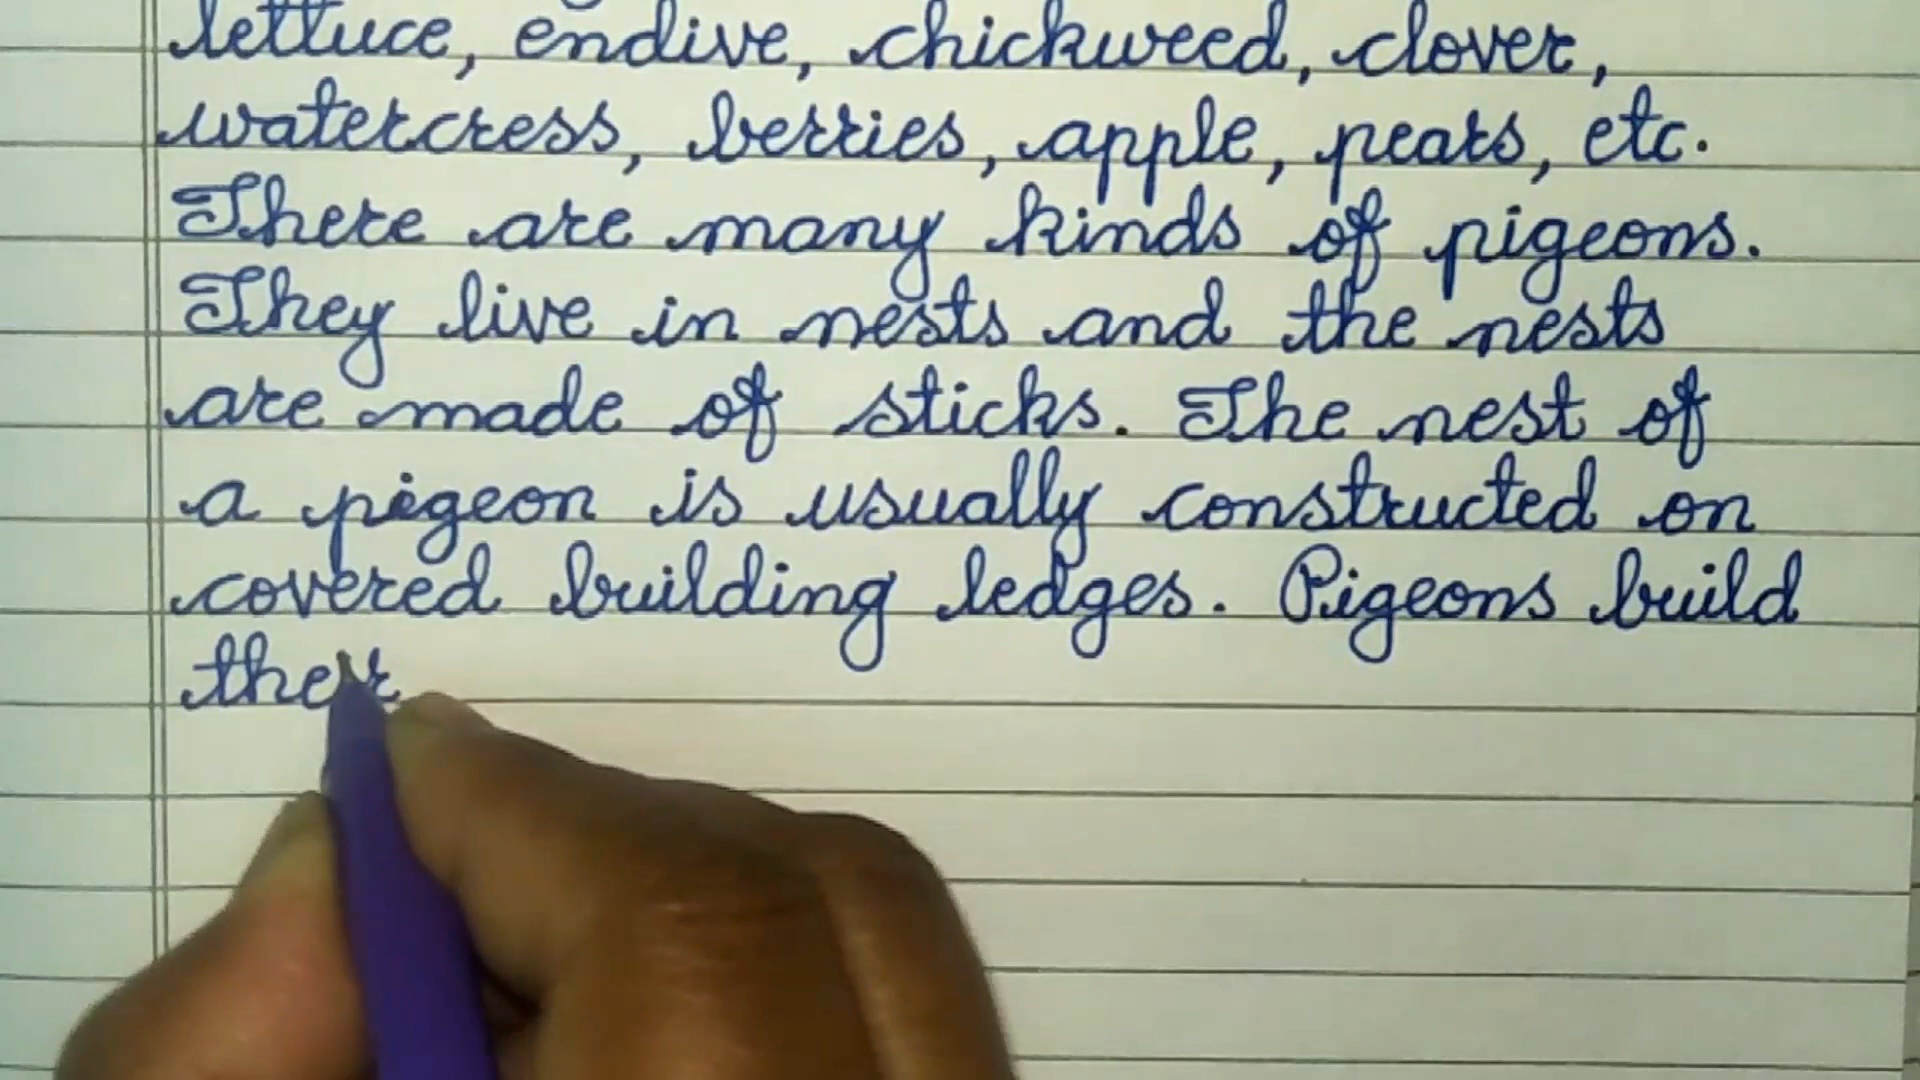 lettuce, endive, chickweed, clover,
watercress, berries, apple, pears, etc.
There are many kinds of pigeons.
They live in nests and the nests
are made of sticks. The nest of
a pigeon is usually constructed on
covered building ledges. Pigeons build
their